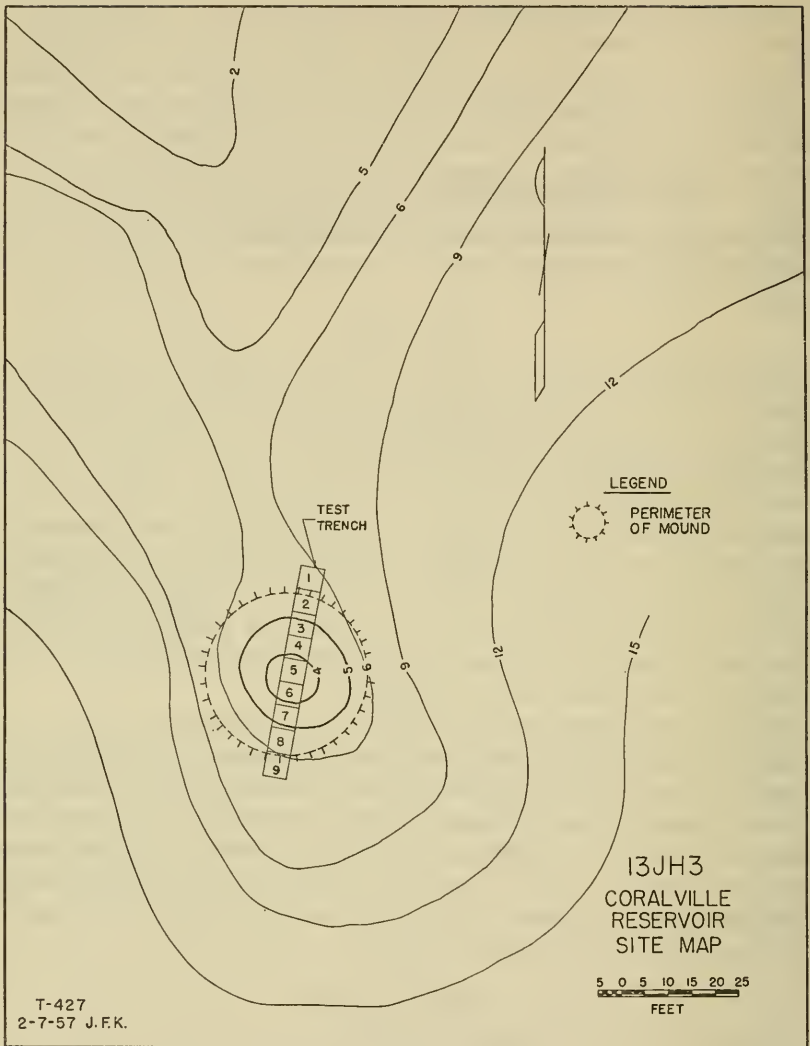 2
5
6
9
12
LEGEND
PERIMETER
OF MOUND
TEST
TRENCH
1
2
3
4
5
6
7
8
9
4
5
6
9
12
15
13JH3
CORALVILLE
RESERVOIR
SITE MAP
5 0 5 10 15 20 25
FEET
T-427
2-7-57 J.F.K.